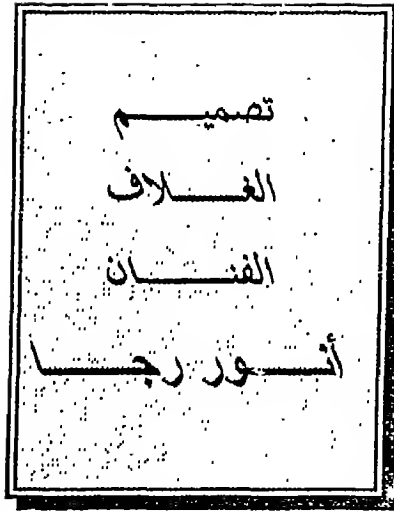 تصميم
الغلاف
الفنان
أنور رجا